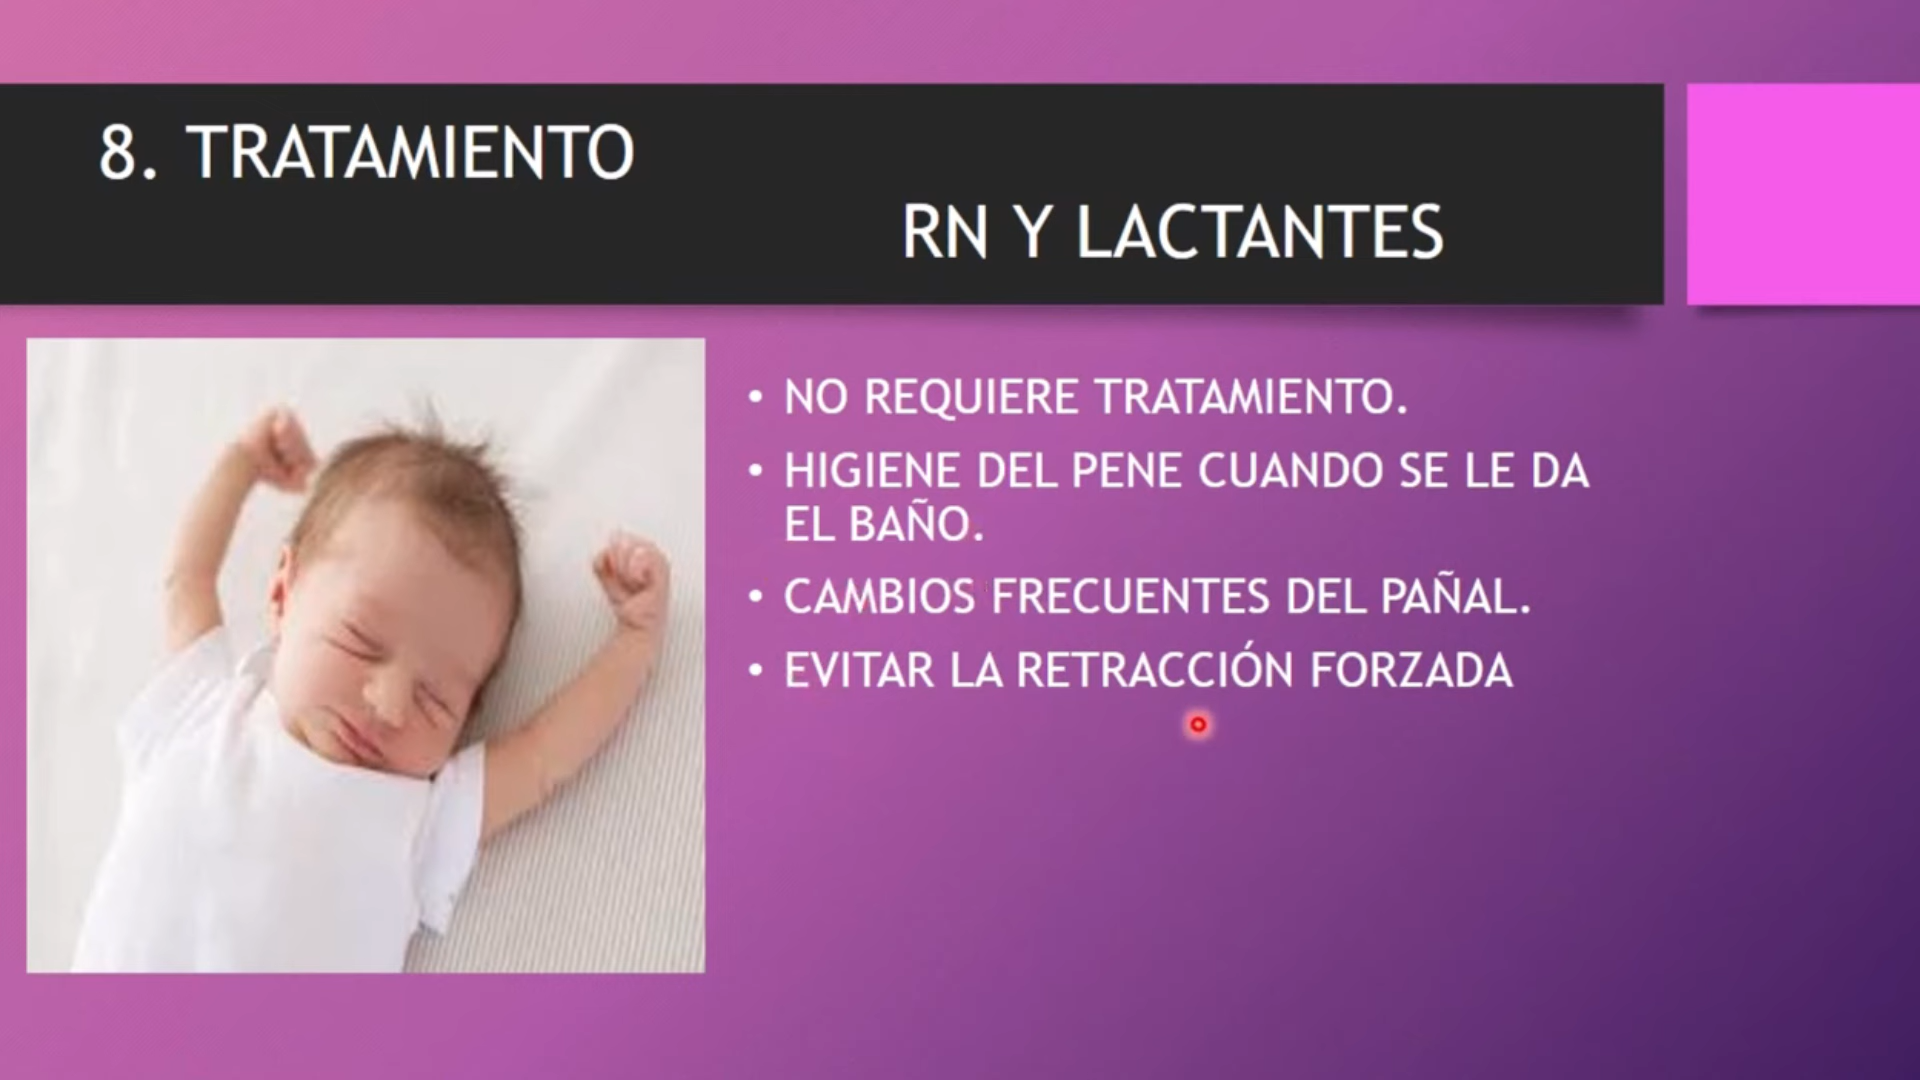 8. TRATAMIENTO
RN Y LACTANTES
• NO REQUIERE TRATAMIENTO.
• HIGIENE DEL PENE CUANDO SE LE DA
EL BAÑO.
• CAMBIOS FRECUENTES DEL PAÑAL.
• EVITAR LA RETRACCIÓN FORZADA